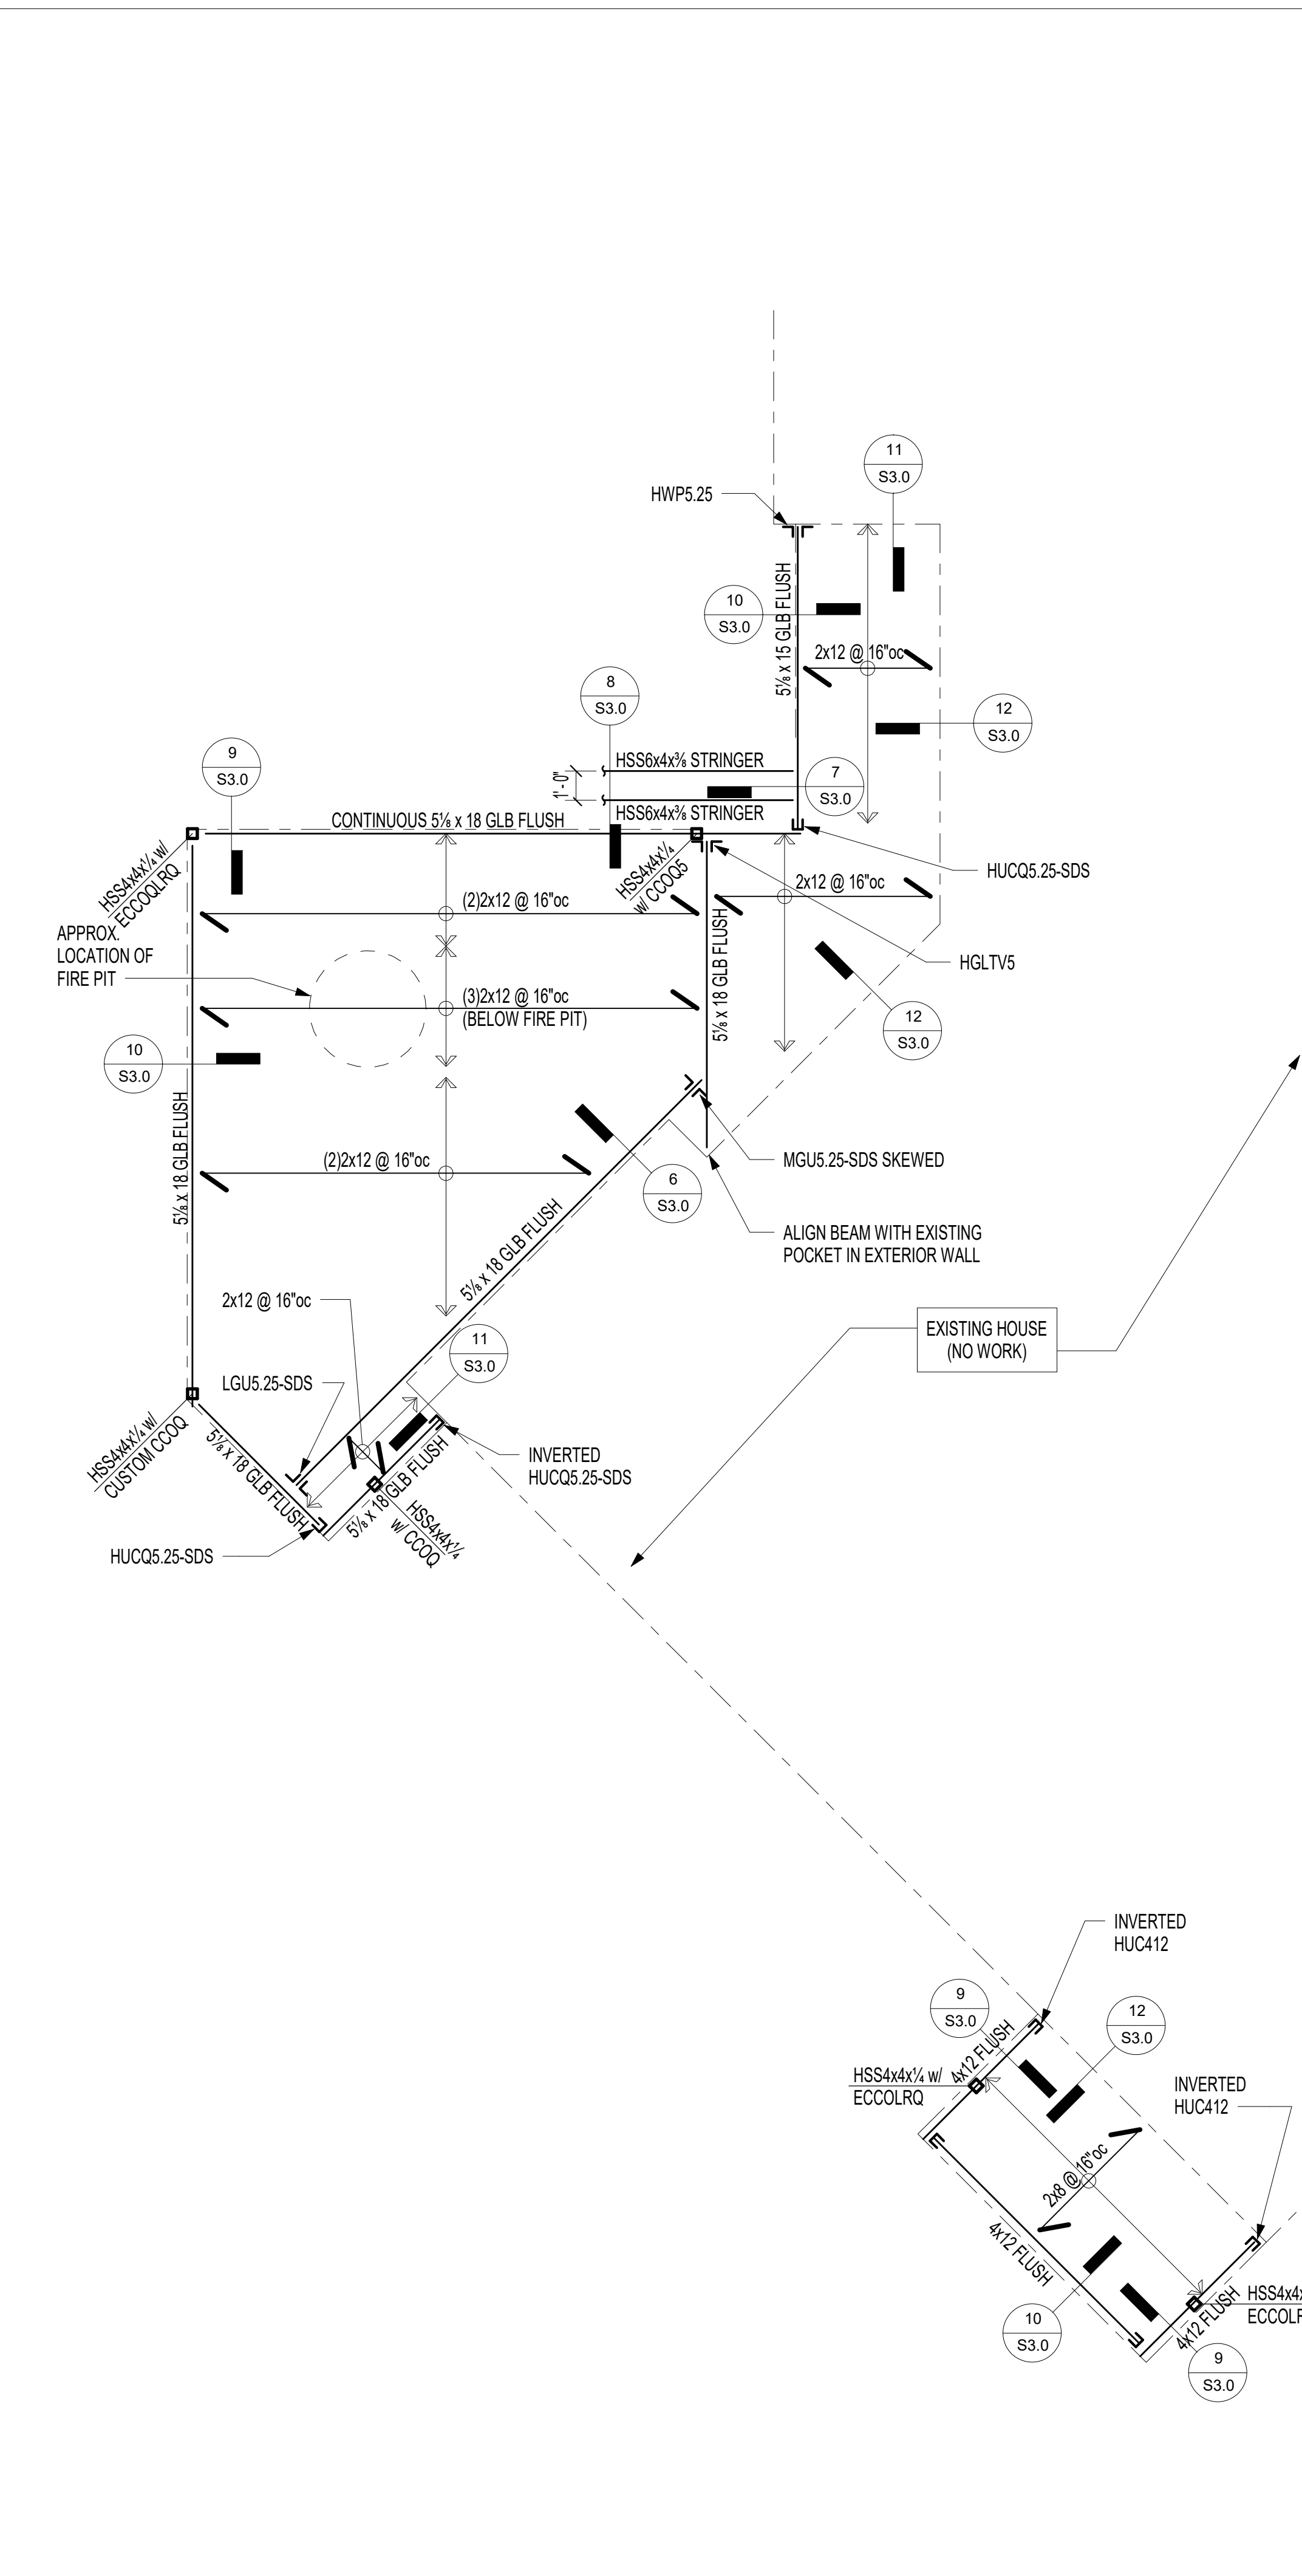 11
S3.0
HWP5.25
10
S3.0
5⅛ x 15 GLB FLUSH
2x12 @ 16"oc
8
S3.0
12
S3.0
9
S3.0
HSS6x4x⅜ STRINGER
1' - 0"
7
S3.0
HSS6x4x⅜ STRINGER
CONTINUOUS 5⅛ x 18 GLB FLUSH
HSS4x4x¼ w/
ECCOQLRQ
HSS4x4x¼
w/ CCOQ5
HUCQ5.25-SDS
2x12 @ 16"oc
(2)2x12 @ 16"oc
APPROX.
LOCATION OF
FIRE PIT
HGLTV5
5⅛ x 18 GLB FLUSH
(3)2x12 @ 16"oc
(BELOW FIRE PIT)
12
S3.0
10
S3.0
5⅛ x 18 GLB FLUSH
(2)2x12 @ 16"oc
MGU5.25-SDS SKEWED
6
S3.0
ALIGN BEAM WITH EXISTING
POCKET IN EXTERIOR WALL
5⅛ x 18 GLB FLUSH
2x12 @ 16"oc
11
S3.0
EXISTING HOUSE
(NO WORK)
LGU5.25-SDS
HSS4x4x¼ w/
CUSTOM CCOQ
5⅛ x 18 GLB FLUSH
INVERTED
HUCQ5.25-SDS
5⅛ x 18 GLB FLUSH
HSS4x4x¼
w/ CCOQ
HUCQ5.25-SDS
INVERTED
HUC412
9
S3.0
12
S3.0
4x12 FLUSH
HSS4x4x¼ w/
ECCOLRQ
INVERTED
HUC412
2x8 @ 16"oc
4x12 FLUSH
HSS4x4
ECCOL
4x12 FLUSH
10
S3.0
9
S3.0